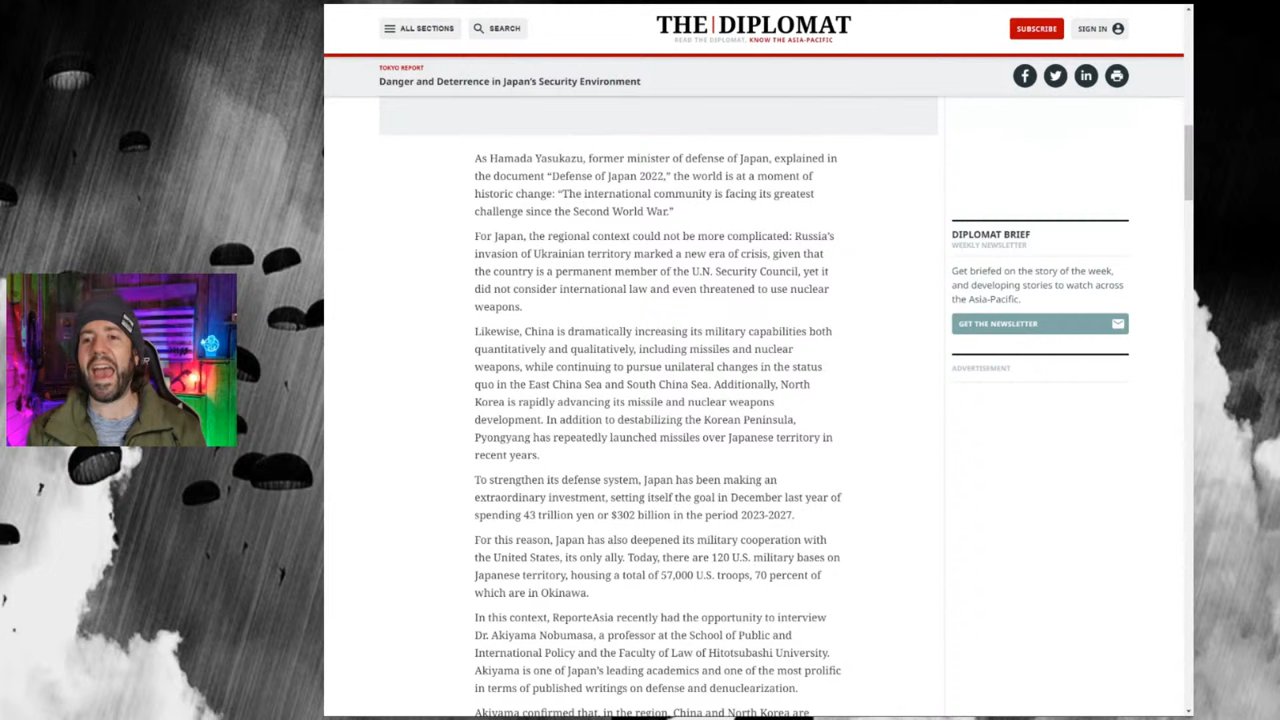 ALL SECTIONS
SEARCH
THE|DIPLOMAT
READ THE DIPLOMAT, KNOW THE ASIA-PACIFIC
SUBSCRIBE
SIGN IN
TOKYO REPORT
Danger and Deterrence in Japan's Security Environment
As Hamada Yasukazu, former minister of defense of Japan, explained in
the document “Defense of Japan 2022,” the world is at a moment of
historic change: “The international community is facing its greatest
challenge since the Second World War.”
For Japan, the regional context could not be more complicated: Russia’s
invasion of Ukrainian territory marked a new era of crisis, given that
the country is a permanent member of the U.N. Security Council, yet it
did not consider international law and even threatened to use nuclear
weapons.
Likewise, China is dramatically increasing its military capabilities both
quantitatively and qualitatively, including missiles and nuclear
weapons, while continuing to pursue unilateral changes in the status
quo in the East China Sea and South China Sea. Additionally, North
Korea is rapidly advancing its missile and nuclear weapons
development. In addition to destabilizing the Korean Peninsula,
Pyongyang has repeatedly launched missiles over Japanese territory in
recent years.
To strengthen its defense system, Japan has been making an
extraordinary investment, setting itself the goal in December last year of
spending 43 trillion yen or $302 billion in the period 2023-2027.
For this reason, Japan has also deepened its military cooperation with
the United States, its only ally. Today, there are 120 U.S. military bases on
Japanese territory, housing a total of 57,000 U.S. troops, 70 percent of
which are in Okinawa.
In this context, ReporteAsia recently had the opportunity to interview
Dr. Akiyama Nobumasa, a professor at the School of Public and
International Policy and the Faculty of Law of Hitotsubashi University.
Akiyama is one of Japan’s leading academics and one of the most prolific
in terms of published writings on defense and denuclearization.
Akiyama confirmed that, in the region, China and North Korea are
DIPLOMAT BRIEF
WEEKLY NEWSLETTER
Get briefed on the story of the week,
and developing stories to watch across
the Asia-Pacific.
GET THE NEWSLETTER
ADVERTISEMENT